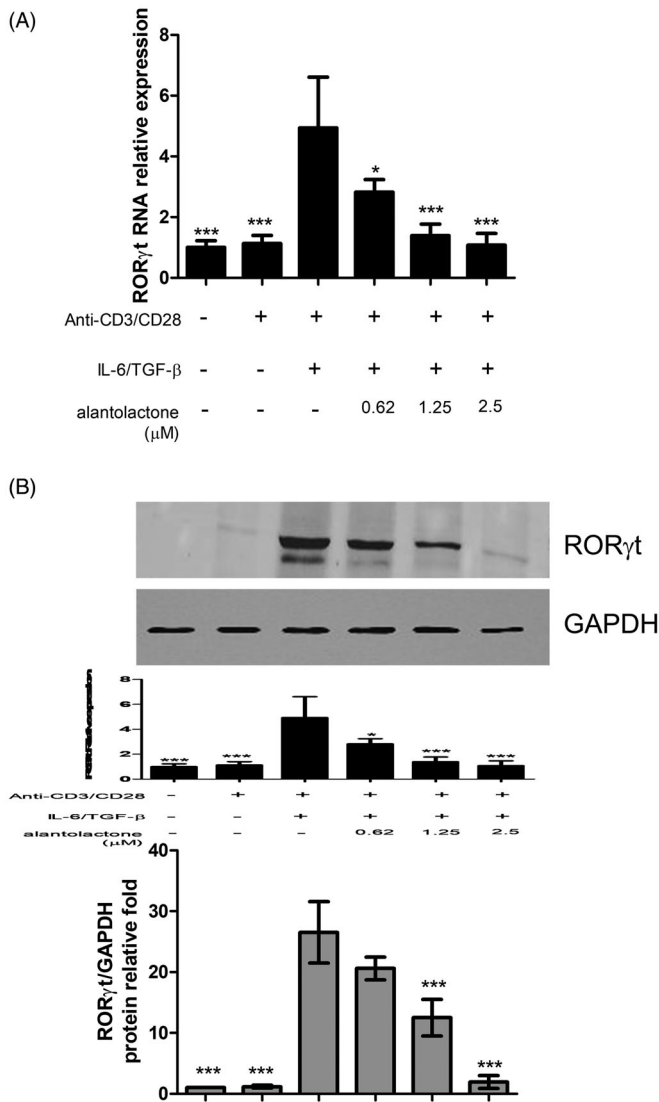 (A)
RORγt RNA relative expression
8
6
4
2
0
*** *** * *** ***
Anti-CD3/CD28 - + + + + +
IL-6/TGF-β - - + + + +
alantolactone - - - 0.62 1.25 2.5
(μM)
(B)
RORγt
GAPDH
8
6
4
2
0
*** *** * *** ***
Anti-CD3/CD28 - + + + + +
IL-6/TGF-β - - + + + +
alantolactone - - - 0.62 1.25 2.5
(μM)
RORγt/GAPDH
protein relative fold
40
30
20
10
0
*** *** *** ***